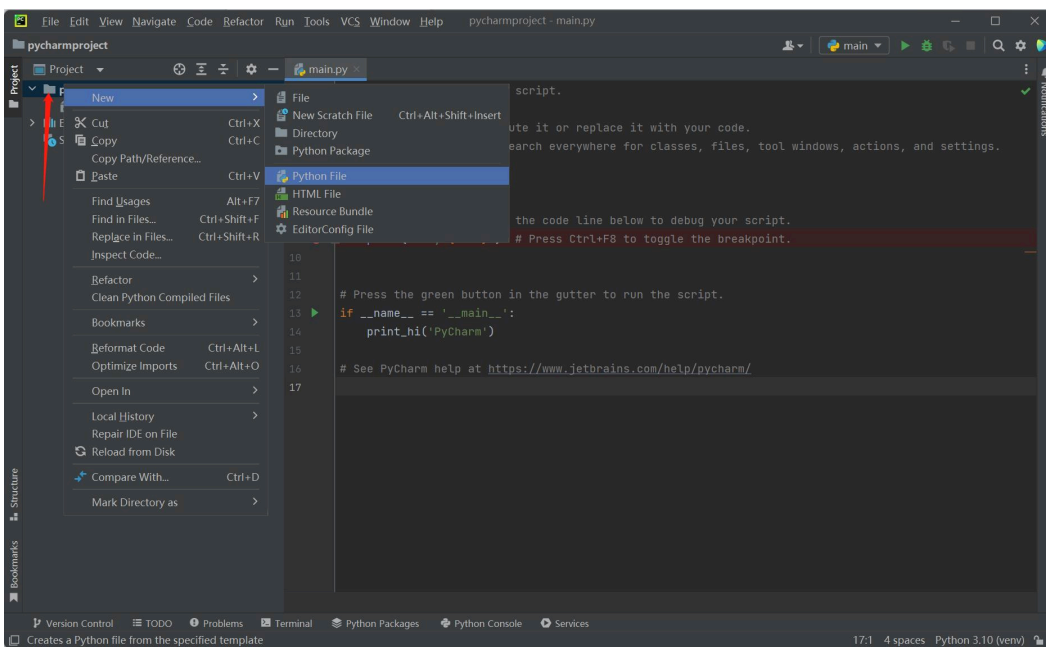 File Edit View Navigate Code Refactor Run Tools VCS Window Help pycharmproject - main.py
pycharmproject
main
Project
main.py
Project
Notifications
New
Cut Ctrl+X
Copy Ctrl+C
Copy Path/Reference...
Paste Ctrl+V
Find Usages Alt+F7
Find in Files... Ctrl+Shift+F
Replace in Files... Ctrl+Shift+R
Inspect Code...
Refactor
Clean Python Compiled Files
Bookmarks
Reformat Code Ctrl+Alt+L
Optimize Imports Ctrl+Alt+O
Open In
Local History
Repair IDE on File
Reload from Disk
Compare With... Ctrl+D
Mark Directory as
File
New Scratch File Ctrl+Alt+Shift+Insert
Directory
Python Package
Python File
HTML File
Resource Bundle
EditorConfig File
script.
ute it or replace it with your code.
earch everywhere for classes, files, tool windows, actions, and settings.
the code line below to debug your script.
# Press Ctrl+F8 to toggle the breakpoint.
10
11
12 # Press the green button in the gutter to run the script.
13 if __name__ == '__main__':
14 print_hi('PyCharm')
15
16 # See PyCharm help at https://www.jetbrains.com/help/pycharm/
17
Structure
Bookmarks
Version Control TODO Problems Terminal Python Packages Python Console Services
Creates a Python file from the specified template 17:1 4 spaces Python 3.10 (venv)